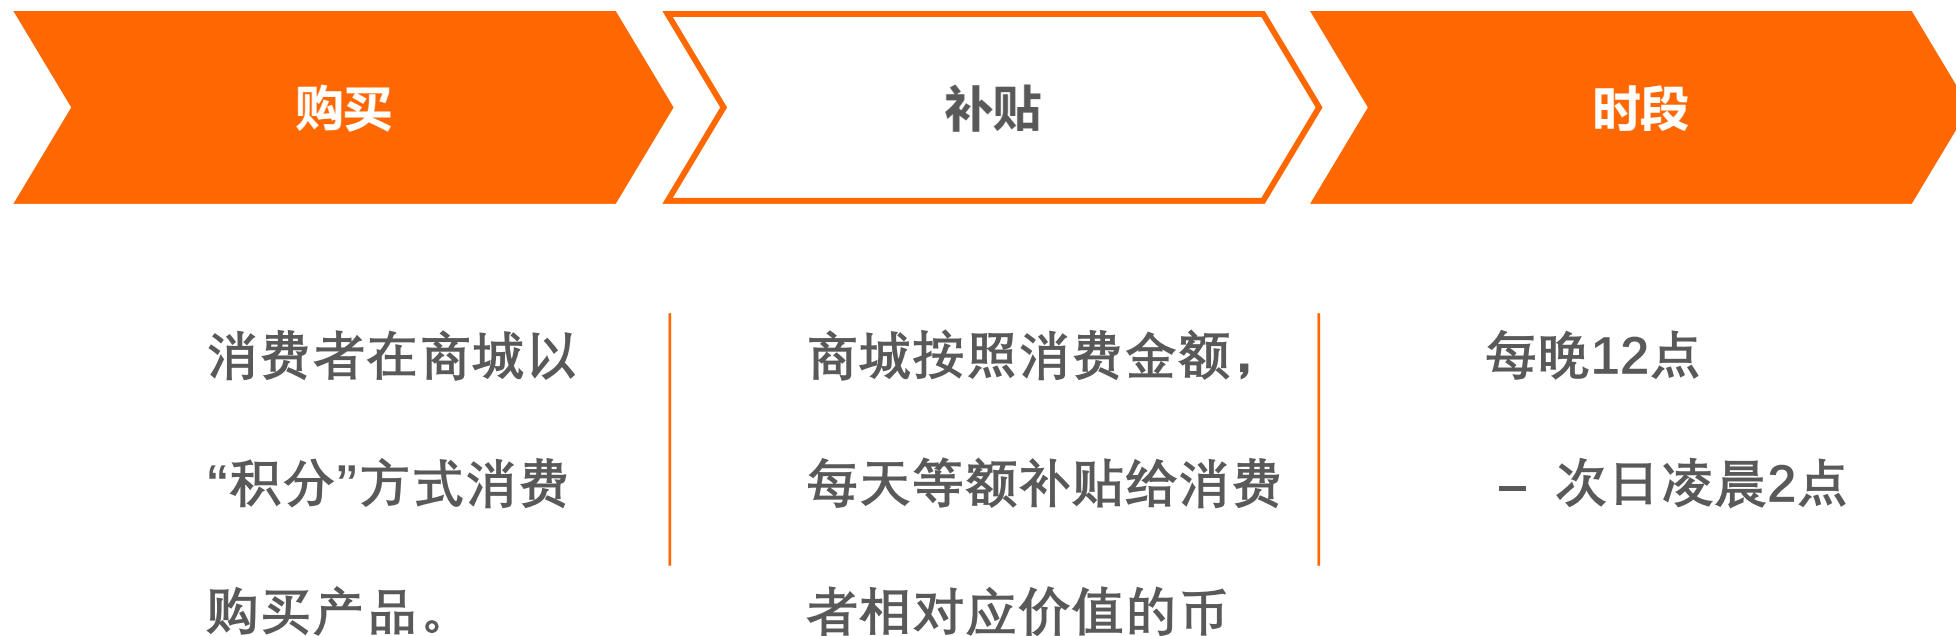 购买
补贴
时段
消费者在商城以
“积分”方式消费
购买产品。
商城按照消费金额，
每天等额补贴给消费
者相对应价值的币
每晚12点
– 次日凌晨2点